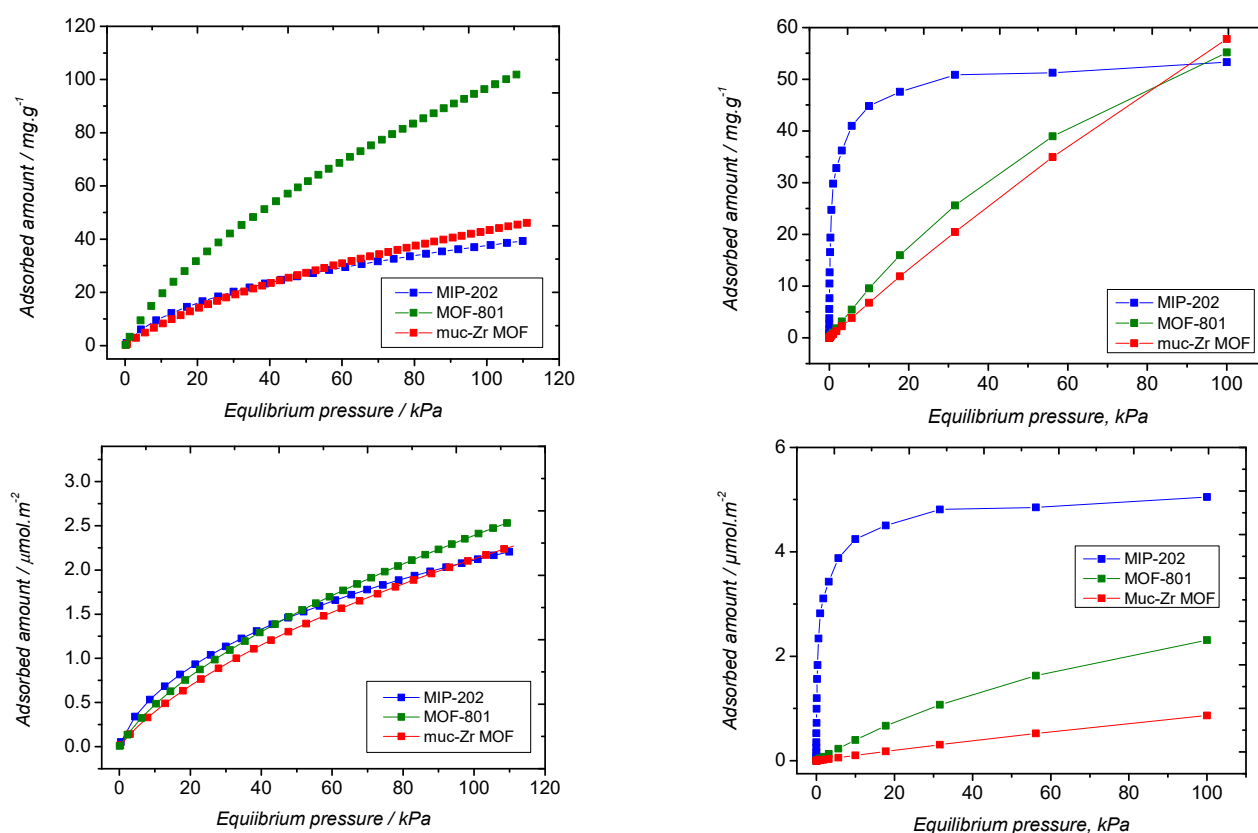 Adsorbed amount / mg.g⁻¹
120
100
80
60
40
20
0
MIP-202
MOF-801
muc-Zr MOF
0 20 40 60 80 100 120
Equlibrium pressure / kPa
Adsorbed amount / mg.g⁻¹
60
50
40
30
20
10
0
MIP-202
MOF-801
muc-Zr MOF
0 20 40 60 80 100
Equilibrium pressure, kPa
Adsorbed amount / μmol.m⁻²
3.0
2.5
2.0
1.5
1.0
0.5
0.0
MIP-202
MOF-801
muc-Zr MOF
0 20 40 60 80 100 120
Equiibrium pressure / kPa
Adsorbed amount / μmol.m⁻²
6
4
2
0
MIP-202
MOF-801
Muc-Zr MOF
0 20 40 60 80 100
Equilibrium pressure, kPa